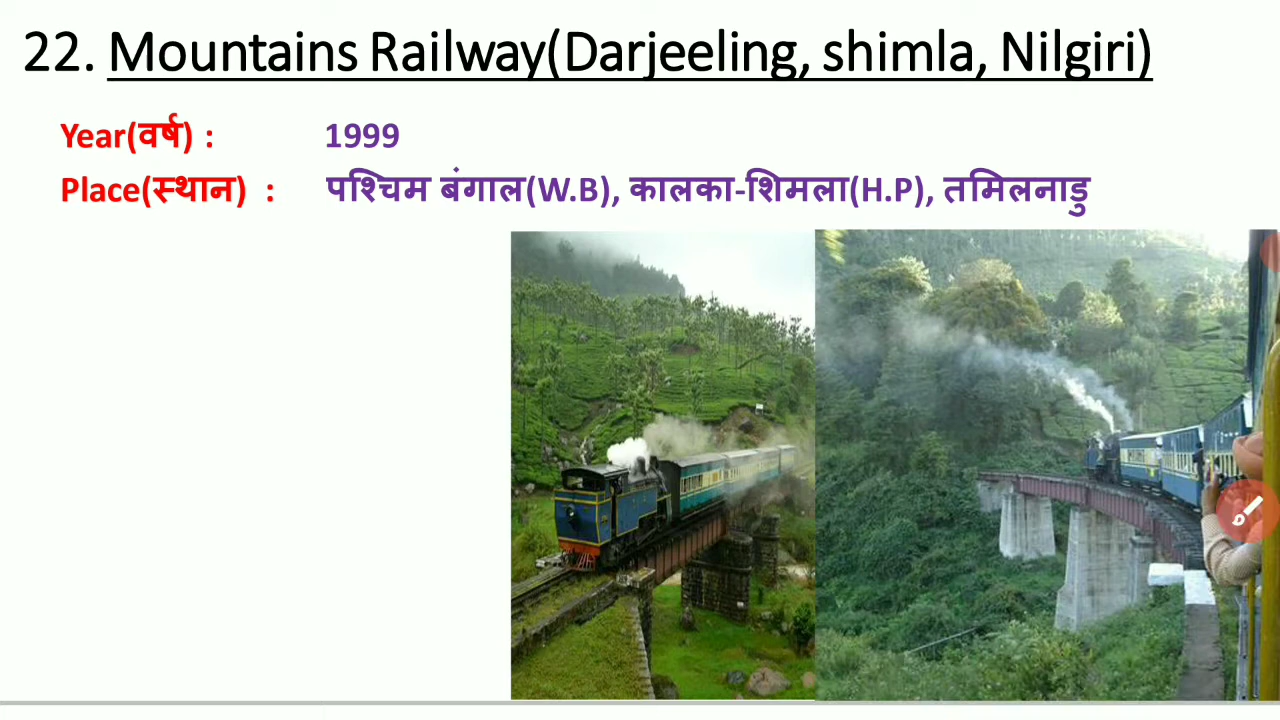 22. Mountains Railway(Darjeeling, shimla, Nilgiri)
Year(वर्ष) : 1999
Place(स्थान) : पश्चिम बंगाल(W.B), कालका-शिमला(H.P), तमिलनाडु